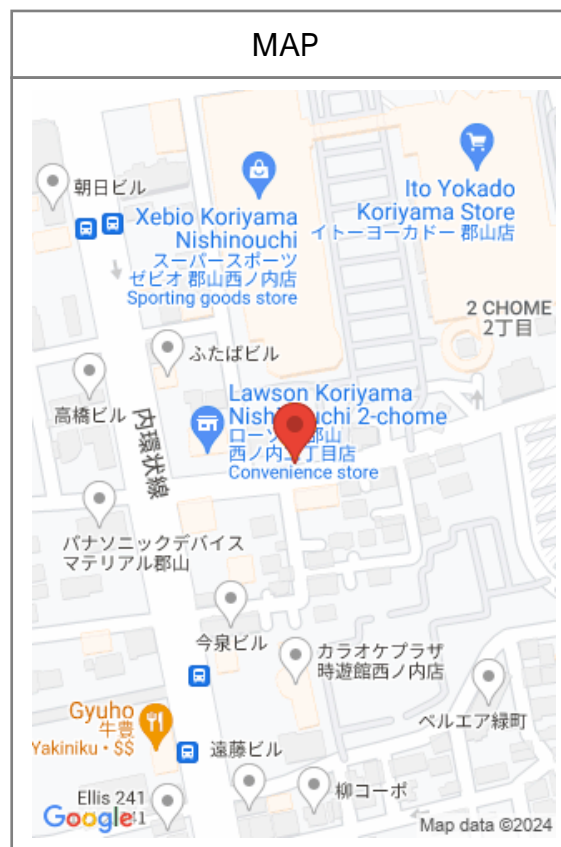 MAP
朝日ビル
Xebio Koriyama
Nishinouchi
スーパースポーツ
ゼビオ 郡山西ノ内店
Sporting goods store
Ito Yokado
Koriyama Store
イトーヨーカドー 郡山店
2 CHOME
2丁目
ふたばビル
高橋ビル
内環状線
Lawson Koriyama
2-chome
郡山
Convenience store
パナソニックデバイス
マテリアル郡山
今泉ビル
カラオケプラザ
時遊館西ノ内店
ベルエア緑町
Gyuho
牛豊
Yakiniku • $$
遠藤ビル
柳コーポ
Ellis 241
Google
Map data ©2024